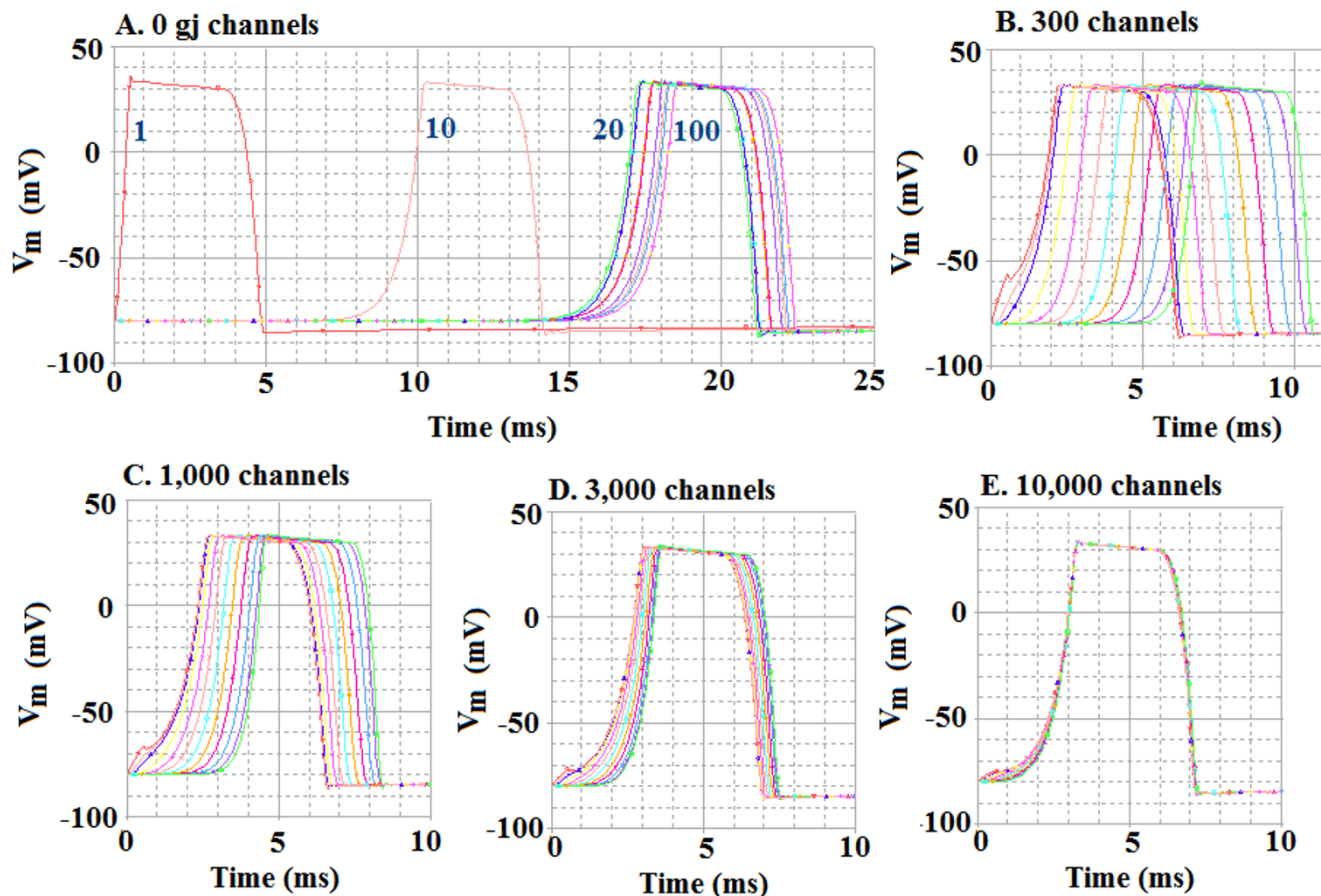 A. 0 gj channels
50
0
-50
-100
Vm (mV)
1
10
20
100
0
5
10
15
20
25
Time (ms)
B. 300 channels
50
0
-50
-100
Vm (mV)
0
5
10
Time (ms)
C. 1,000 channels
50
0
-50
-100
Vm (mV)
0
5
10
Time (ms)
D. 3,000 channels
50
0
-50
-100
Vm (mV)
0
5
10
Time (ms)
E. 10,000 channels
50
0
-50
-100
Vm (mV)
0
5
10
Time (ms)